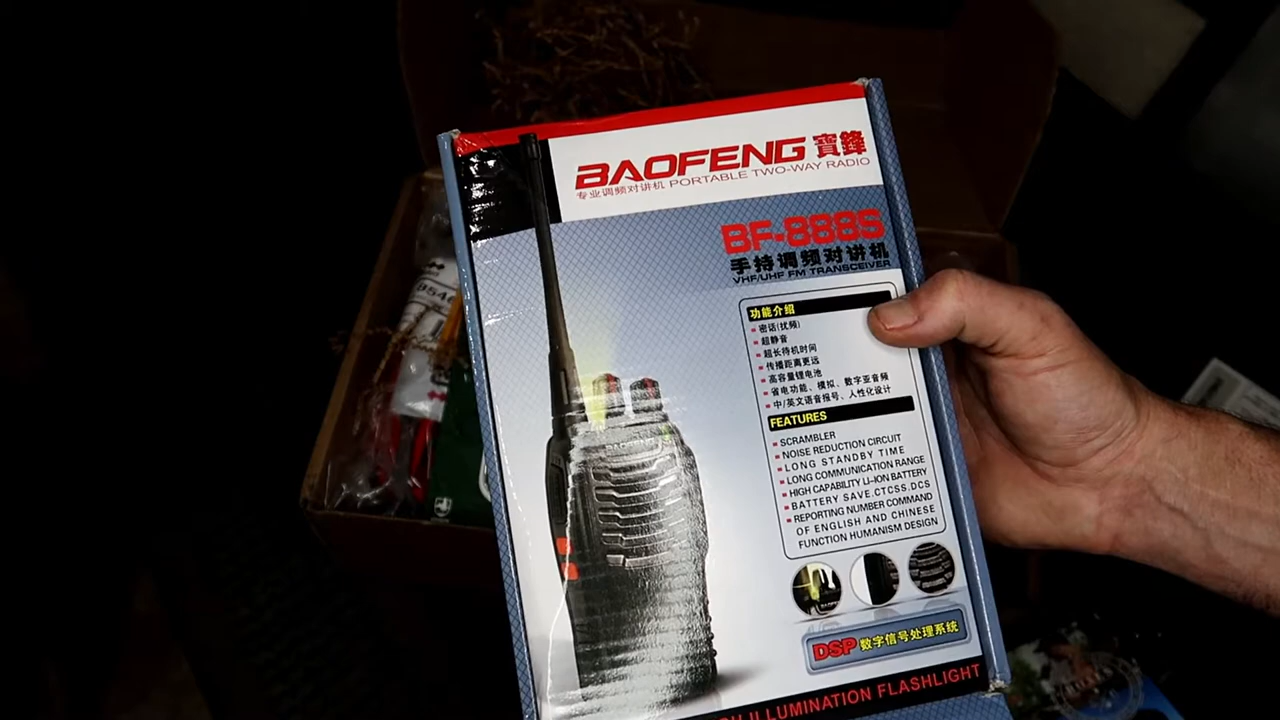 BAOFENG 寶鋒
专业调频对讲机 PORTABLE TWO-WAY RADIO
BF-888S
手持调频对讲机
VHF/UHF FM TRANSCEIVER
功能介绍
密话(扰频)
超静音
超长待机时间
传播距离更远
高容量锂电池
省电功能、模拟、数字亚音频
中/英文语音报号、人性化设计
FEATURES
SCRAMBLER
NOISE REDUCTION CIRCUIT
LONG STANDBY TIME
LONG COMMUNICATION RANGE
HIGH CAPABILITY LI-ION BATTERY
BATTERY SAVE.CTCSS.DCS
REPORTING NUMBER COMMAND
OF ENGLISH AND CHINESE
FUNCTION HUMANISM DESIGN
DSP 数字信号处理系统
ILLUMINATION FLASHLIGHT